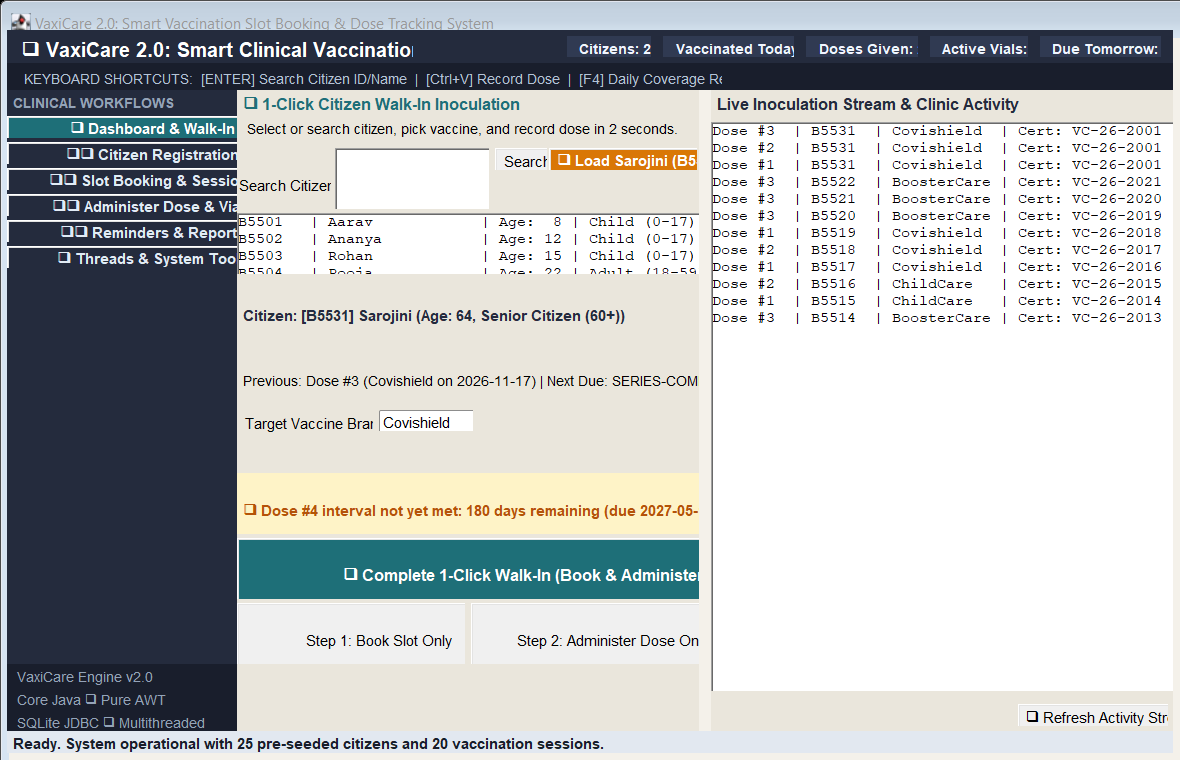 VaxiCare 2.0: Smart Vaccination Slot Booking & Dose Tracking System
VaxiCare 2.0: Smart Clinical Vaccination
Citizens: 2
Vaccinated Today
Doses Given:
Active Vials:
Due Tomorrow:
KEYBOARD SHORTCUTS: [ENTER] Search Citizen ID/Name | [Ctrl+V] Record Dose | [F4] Daily Coverage Re
CLINICAL WORKFLOWS
Dashboard & Walk-In
Citizen Registration
Slot Booking & Sessio
Administer Dose & Via
Reminders & Report
Threads & System Too
VaxiCare Engine v2.0
Core Java ❑ Pure AWT
SQLite JDBC ❑ Multithreaded
1-Click Citizen Walk-In Inoculation
Select or search citizen, pick vaccine, and record dose in 2 seconds.
Search Citizen
Search
Load Sarojini (B5
B5501 | Aarav | Age: 8 | Child (0-17)
B5502 | Ananya | Age: 12 | Child (0-17)
B5503 | Rohan | Age: 15 | Child (0-17)
B5504 | Pooja | Age: 22 | Adult (18-59
Citizen: [B5531] Sarojini (Age: 64, Senior Citizen (60+))
Previous: Dose #3 (Covishield on 2026-11-17) | Next Due: SERIES-COM
Target Vaccine Bran
Covishield
Dose #4 interval not yet met: 180 days remaining (due 2027-05-
Complete 1-Click Walk-In (Book & Administer
Step 1: Book Slot Only
Step 2: Administer Dose On
Live Inoculation Stream & Clinic Activity
Dose #3 | B5531 | Covishield | Cert: VC-26-2001
Dose #2 | B5531 | Covishield | Cert: VC-26-2001
Dose #1 | B5531 | Covishield | Cert: VC-26-2001
Dose #3 | B5522 | BoosterCare | Cert: VC-26-2021
Dose #3 | B5521 | BoosterCare | Cert: VC-26-2020
Dose #3 | B5520 | BoosterCare | Cert: VC-26-2019
Dose #1 | B5519 | Covishield | Cert: VC-26-2018
Dose #2 | B5518 | Covishield | Cert: VC-26-2017
Dose #1 | B5517 | Covishield | Cert: VC-26-2016
Dose #2 | B5516 | ChildCare | Cert: VC-26-2015
Dose #1 | B5515 | ChildCare | Cert: VC-26-2014
Dose #3 | B5514 | BoosterCare | Cert: VC-26-2013
Refresh Activity Stre
Ready. System operational with 25 pre-seeded citizens and 20 vaccination sessions.